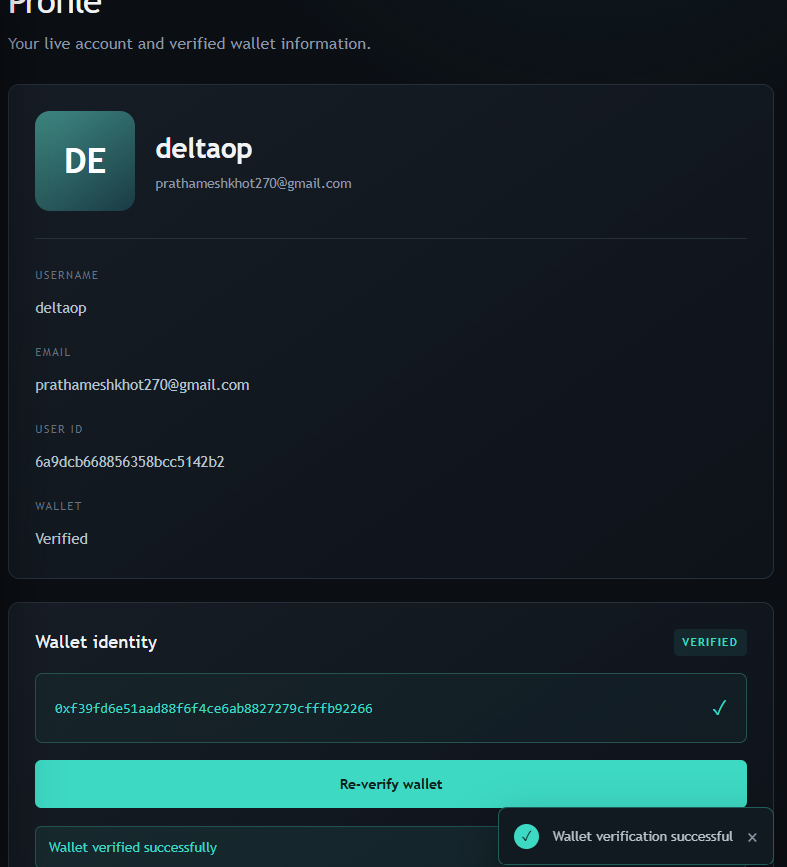 Profile
Your live account and verified wallet information.
DE
deltaop
prathameshkhot270@gmail.com
USERNAME
deltaop
EMAIL
prathameshkhot270@gmail.com
USER ID
6a9dcb668856358bcc5142b2
WALLET
Verified
Wallet identity
VERIFIED
0xf39fd6e51aad88f6f4ce6ab8827279cfffb92266
Re-verify wallet
Wallet verified successfully
Wallet verification successful